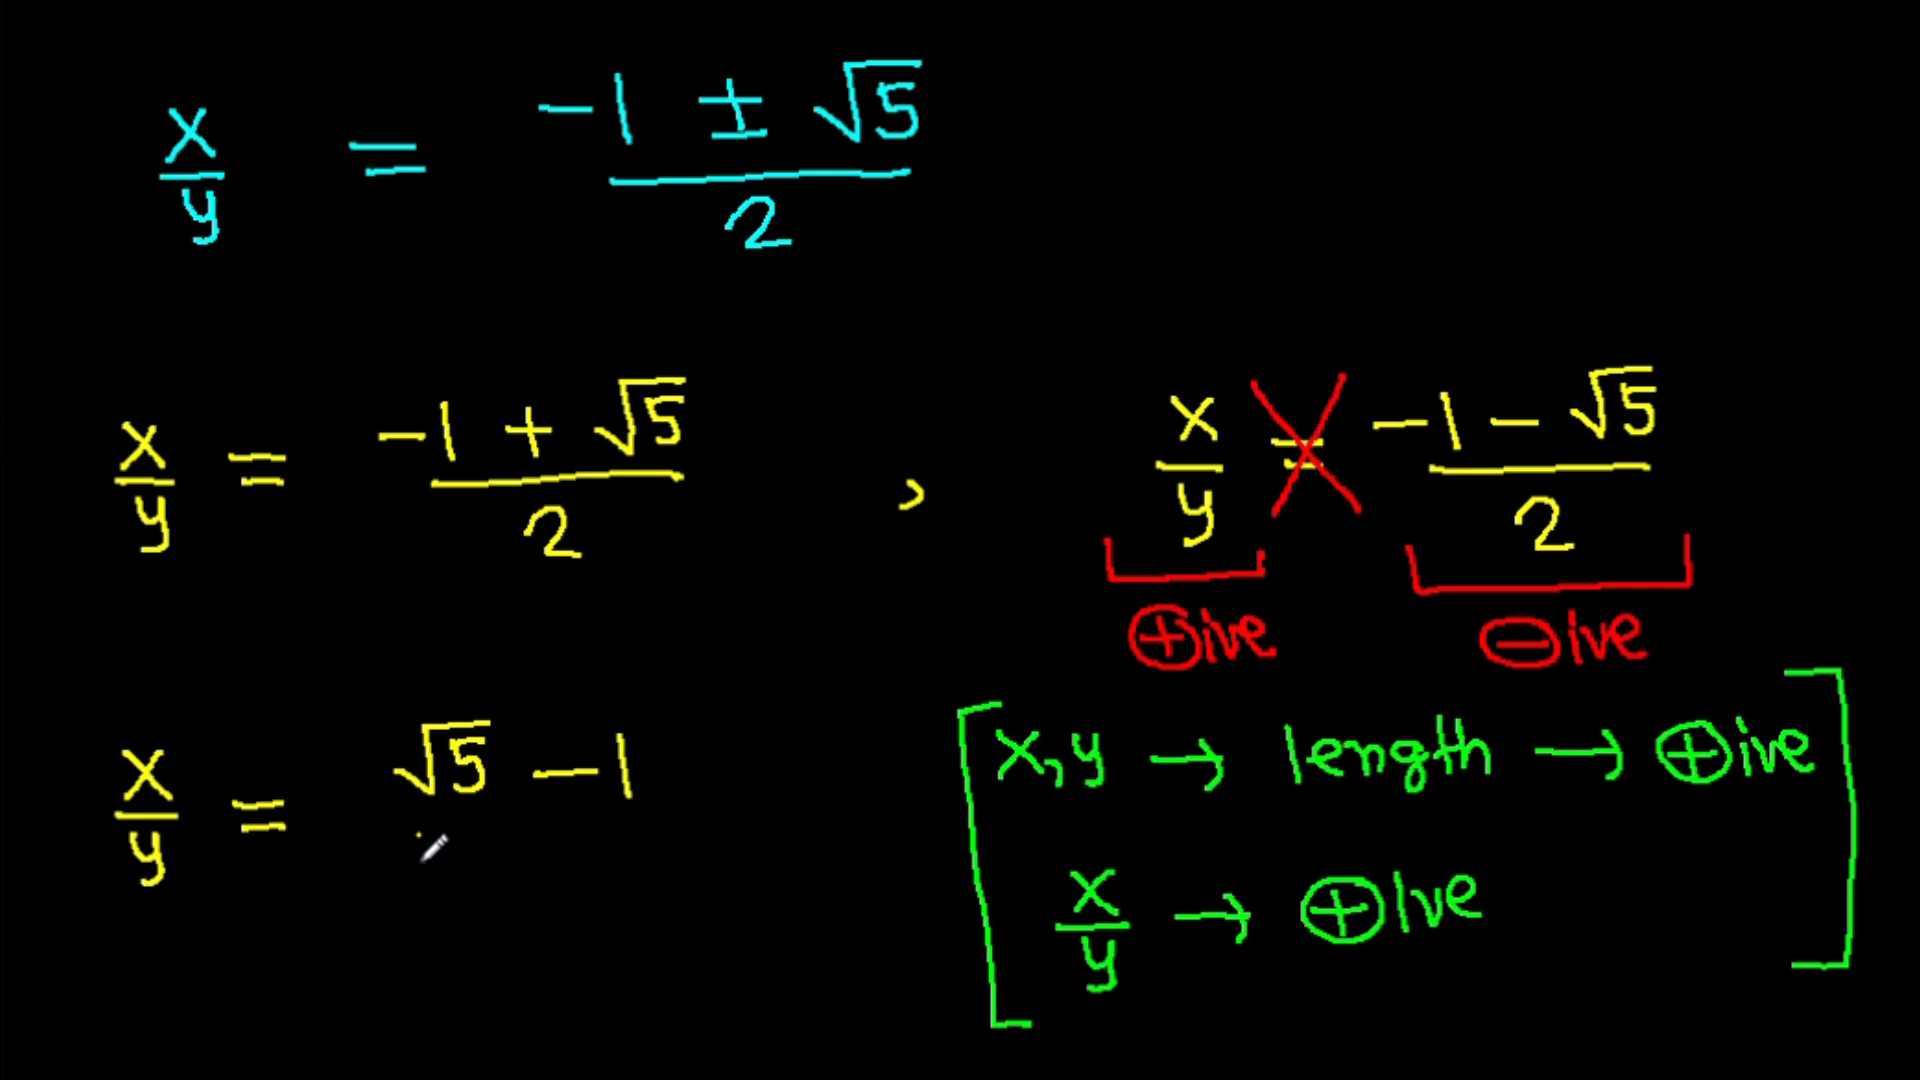 x/y = (-1 ± √5)/2
x/y = (-1 + √5)/2 , x/y = (-1 - √5)/2
⊕ive ⊖ive
x/y = √5 - 1
[x, y → length → ⊕ive
x/y → ⊕ive]